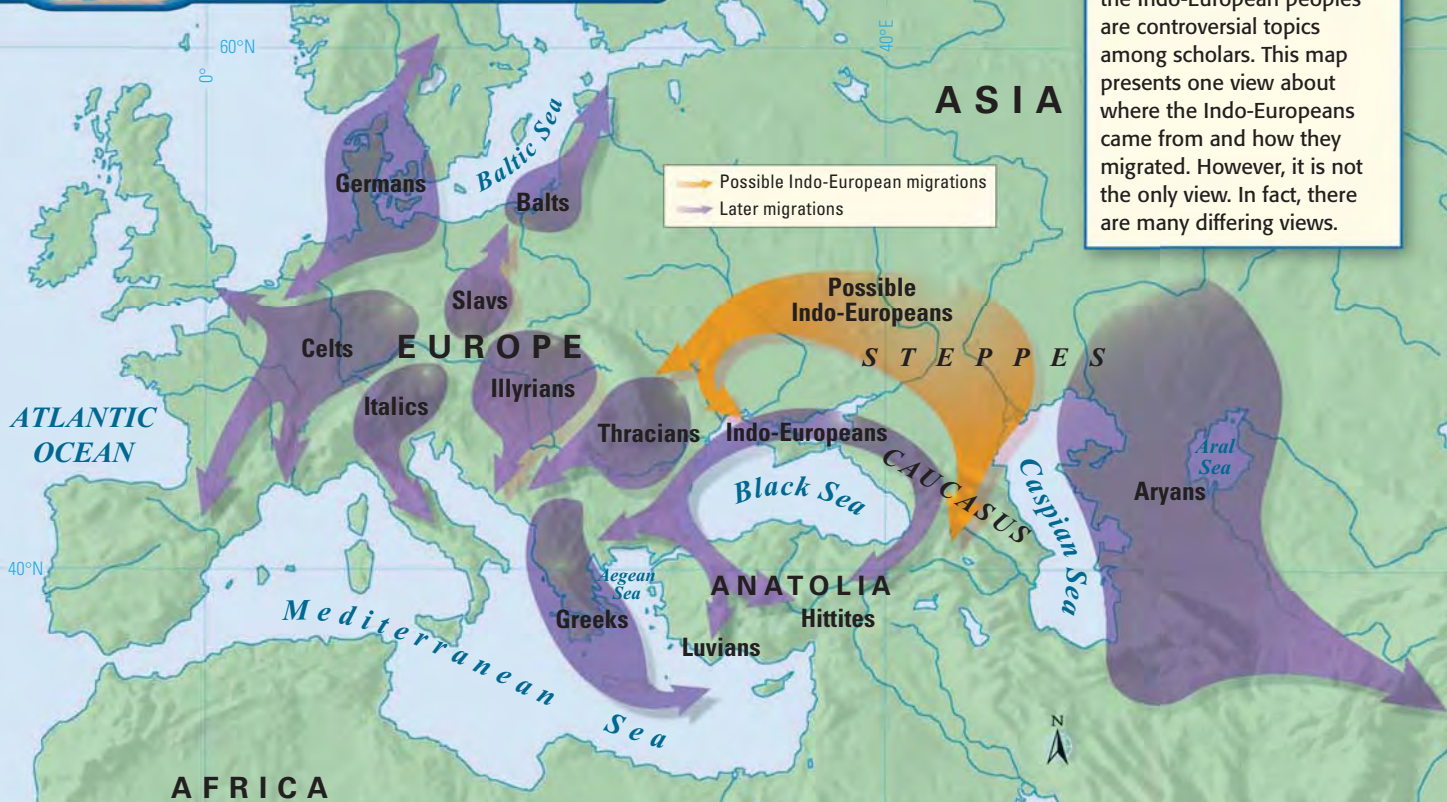 the Indo-European peoples
are controversial topics
among scholars. This map
presents one view about
where the Indo-Europeans
came from and how they
migrated. However, it is not
the only view. In fact, there
are many differing views.
60°N
0°
40°E
ASIA
Baltic Sea
Possible Indo-European migrations
Later migrations
Germans
Balts
Slavs
Possible
Indo-Europeans
Celts
EUROPE
STEPPES
Illyrians
Italics
ATLANTIC
OCEAN
Thracians
Indo-Europeans
CAUCASUS
Aral
Sea
Black Sea
Caspian Sea
Aryans
40°N
Aegean
Sea
ANATOLIA
Mediterranean Sea
Greeks
Hittites
Luvians
N
AFRICA